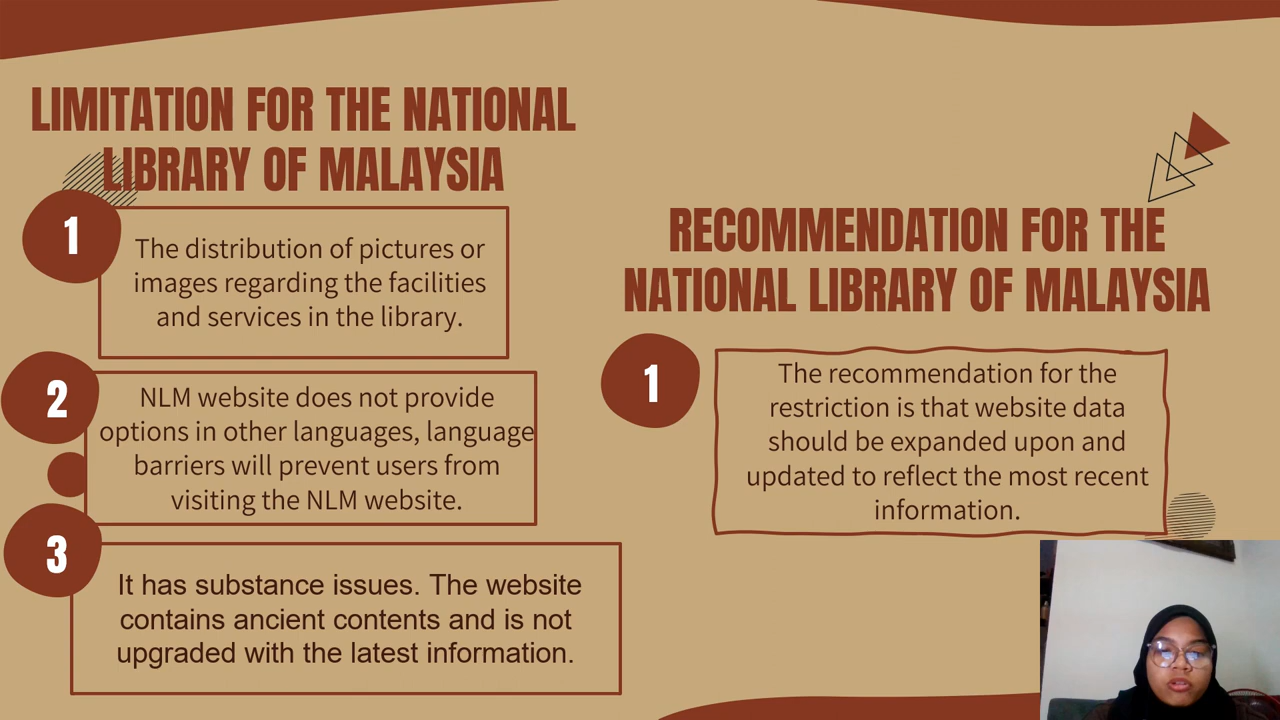 LIMITATION FOR THE NATIONAL
LIBRARY OF MALAYSIA
1
The distribution of pictures or
images regarding the facilities
and services in the library.
2
NLM website does not provide
options in other languages, language
barriers will prevent users from
visiting the NLM website.
3
It has substance issues. The website
contains ancient contents and is not
upgraded with the latest information.
RECOMMENDATION FOR THE
NATIONAL LIBRARY OF MALAYSIA
1
The recommendation for the
restriction is that website data
should be expanded upon and
updated to reflect the most recent
information.